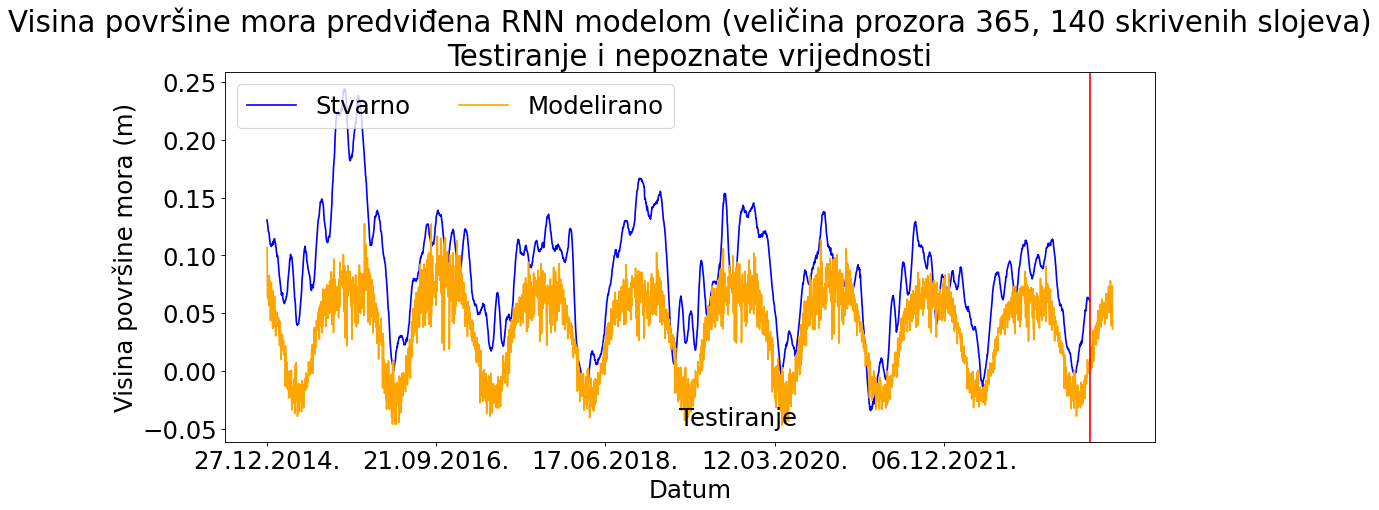 Visina površine mora predviđena RNN modelom (veličina prozora 365, 140 skrivenih slojeva)
Testiranje i nepoznate vrijednosti
Stvarno Modelirano
Visina površine mora (m)
0.25
0.20
0.15
0.10
0.05
0.00
−0.05
Testiranje
27.12.2014. 21.09.2016. 17.06.2018. 12.03.2020. 06.12.2021.
Datum